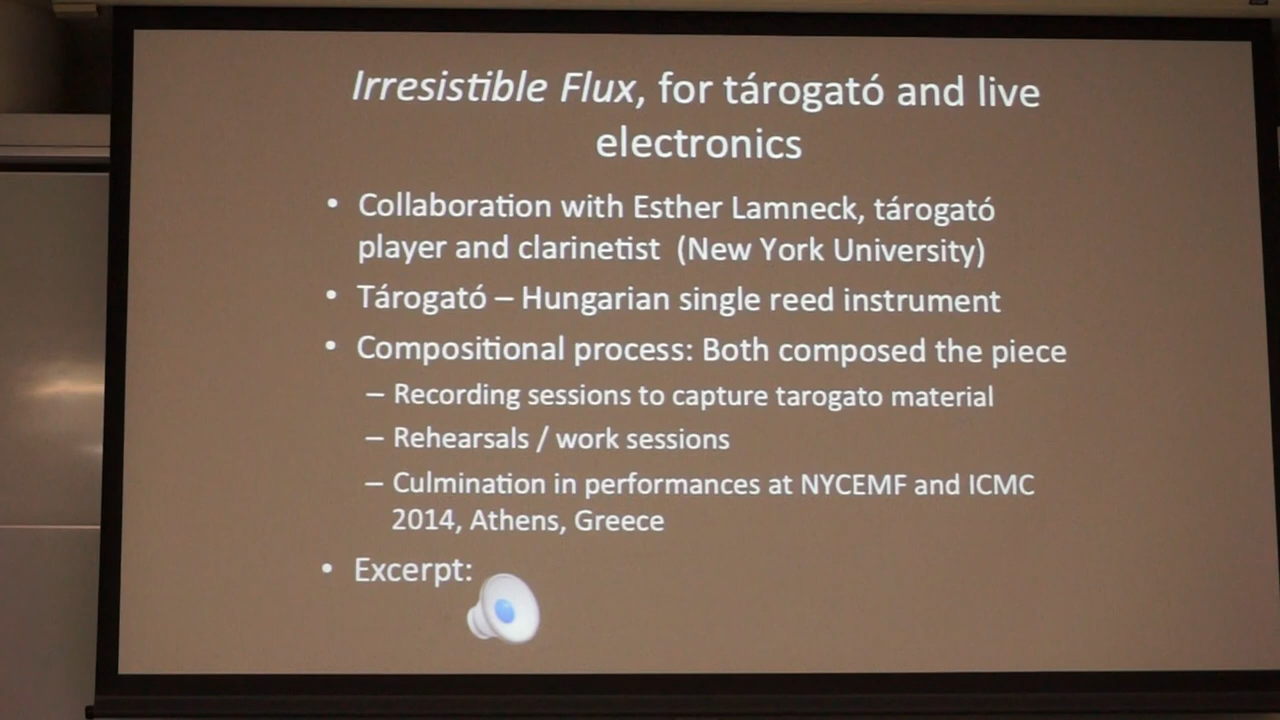 Irresistible Flux, for tárogató and live
electronics
• Collaboration with Esther Lamneck, tárogató
player and clarinetist (New York University)
• Tárogató – Hungarian single reed instrument
• Compositional process: Both composed the piece
– Recording sessions to capture tarogato material
– Rehearsals / work sessions
– Culmination in performances at NYCEMF and ICMC
2014, Athens, Greece
• Excerpt: